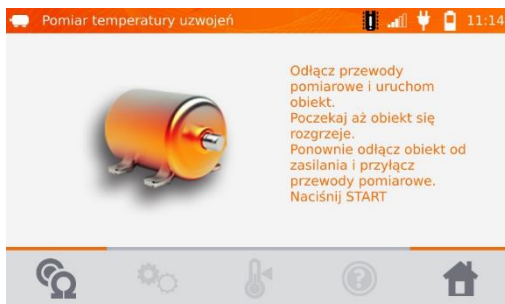 Pomiar temperatury uzwojeń
11:14
Odłącz przewody
pomiarowe i uruchom
obiekt.
Poczekaj aż obiekt się
rozgrzeje.
Ponownie odłącz obiekt od
zasilania i przyłącz
przewody pomiarowe.
Naciśnij START